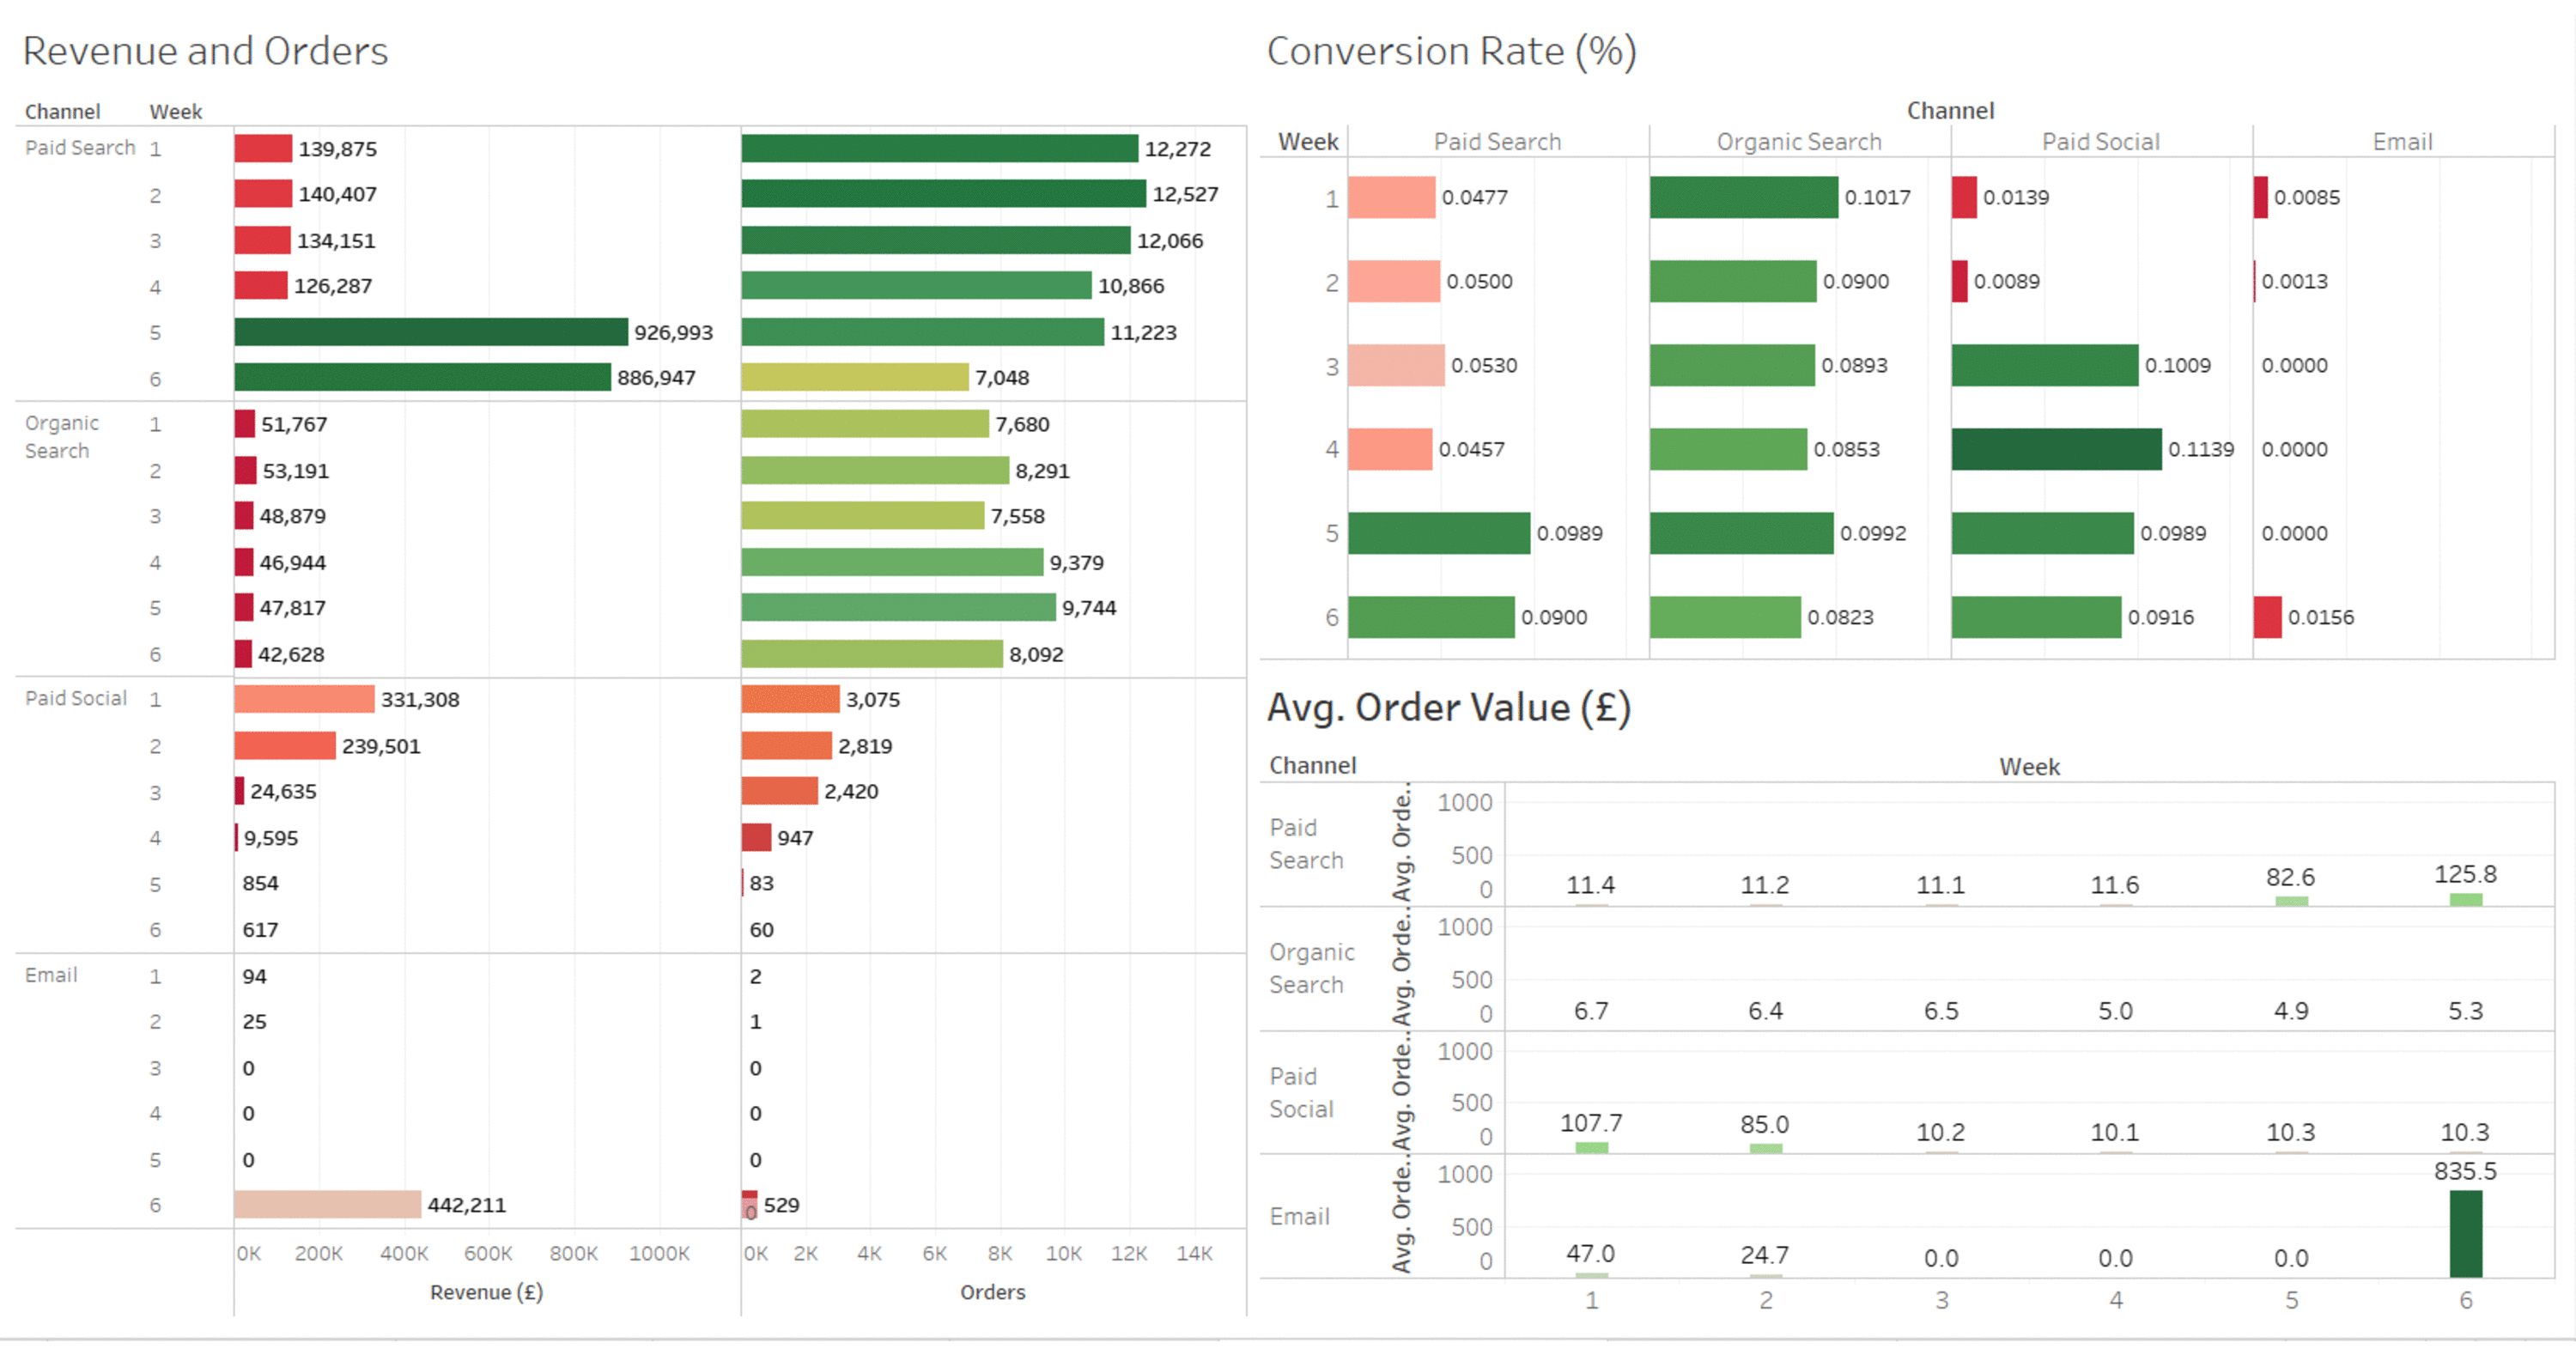 Revenue and Orders
Channel Week
Paid Search 1 139,875 12,272
2 140,407 12,527
3 134,151 12,066
4 126,287 10,866
5 926,993 11,223
6 886,947 7,048
Organic Search 1 51,767 7,680
2 53,191 8,291
3 48,879 7,558
4 46,944 9,379
5 47,817 9,744
6 42,628 8,092
Paid Social 1 331,308 3,075
2 239,501 2,819
3 24,635 2,420
4 9,595 947
5 854 83
6 617 60
Email 1 94 2
2 25 1
3 0 0
4 0 0
5 0 0
6 442,211 0 529
0K 200K 400K 600K 800K 1000K 0K 2K 4K 6K 8K 10K 12K 14K
Revenue (£) Orders
Conversion Rate (%)
Channel
Week Paid Search Organic Search Paid Social Email
1 0.0477 0.1017 0.0139 0.0085
2 0.0500 0.0900 0.0089 0.0013
3 0.0530 0.0893 0.1009 0.0000
4 0.0457 0.0853 0.1139 0.0000
5 0.0989 0.0992 0.0989 0.0000
6 0.0900 0.0823 0.0916 0.0156
Avg. Order Value (£)
Channel Week
Paid Search
Avg. Orde..
1000
500
0
11.4 11.2 11.1 11.6 82.6 125.8
Organic Search
Avg. Orde..
1000
500
0
6.7 6.4 6.5 5.0 4.9 5.3
Paid Social
Avg. Orde..
1000
500
0
107.7 85.0 10.2 10.1 10.3 10.3
Email
Avg. Orde..
1000
500
0
47.0 24.7 0.0 0.0 0.0 835.5
1 2 3 4 5 6